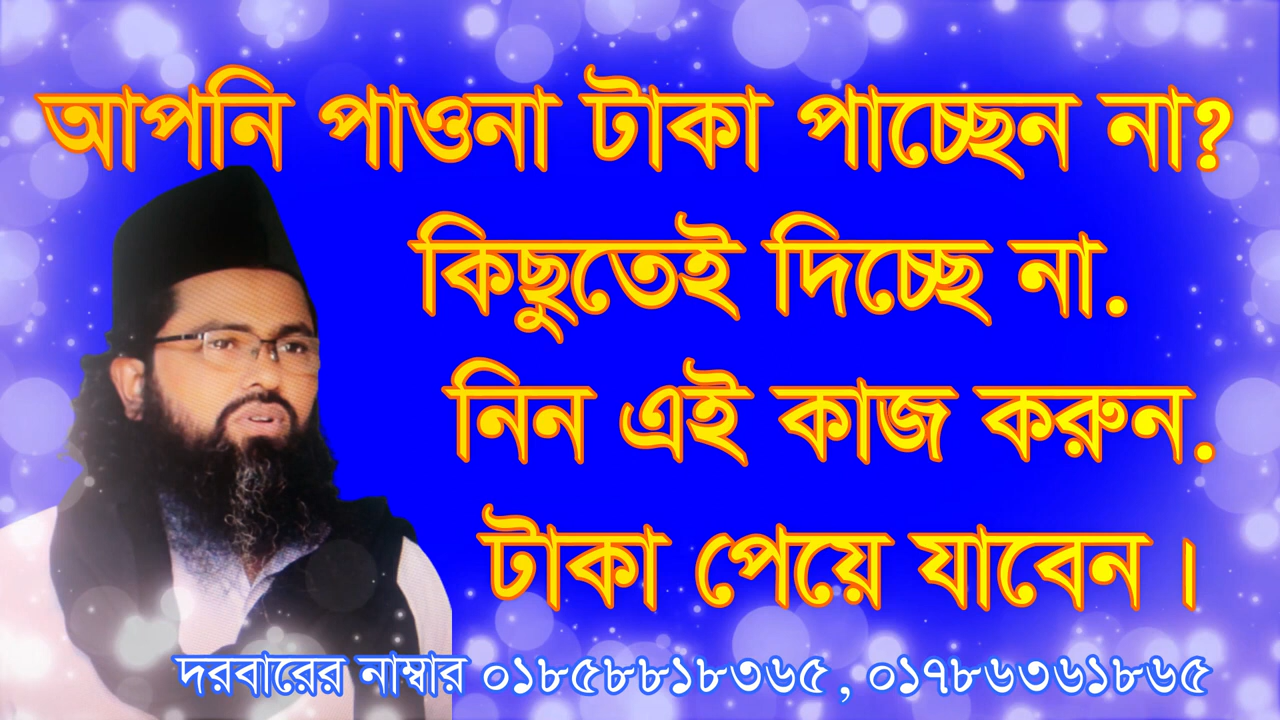 আপনি পাওনা টাকা পাচ্ছেন না?
কিছুতেই দিচ্ছে না.
নিন এই কাজ করুন.
টাকা পেয়ে যাবেন ।
দরবারের নাম্বার ০১৮৫৮৮১৮৩৬৫, ০১৭৮৬৩৬১৮৬৫